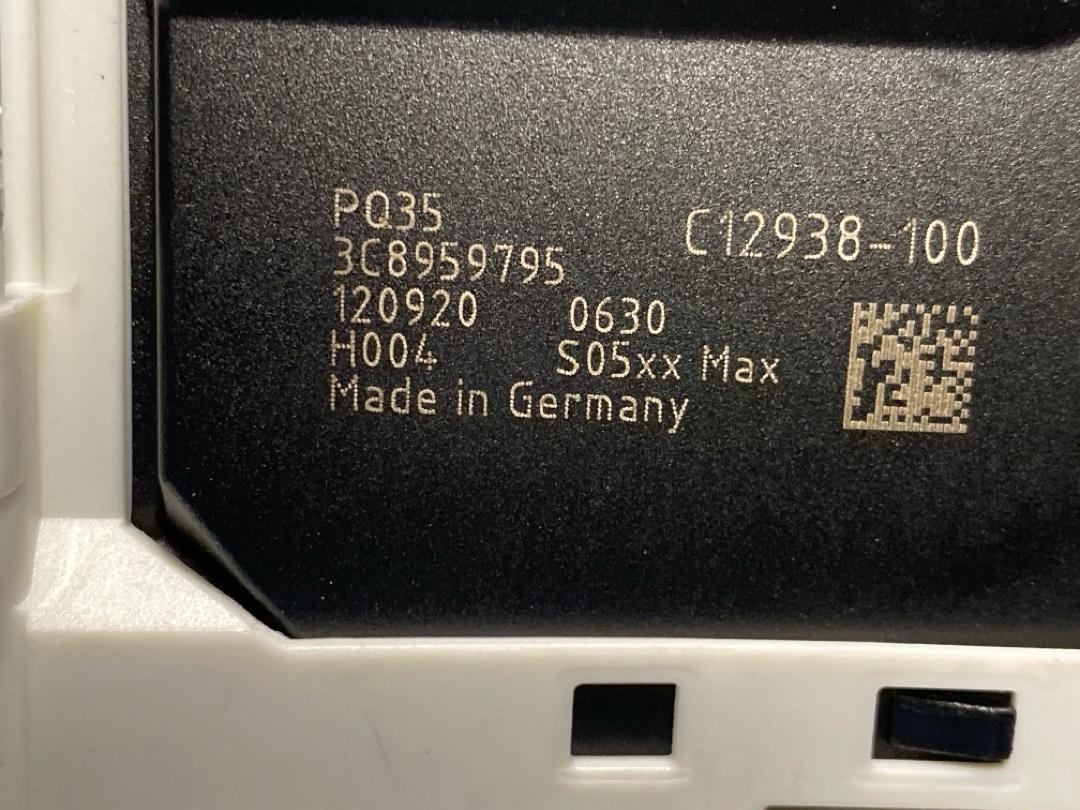 PQ35
C12938-100
3C8959795
120920 0630
H004 S05xx Max
Made in Germany